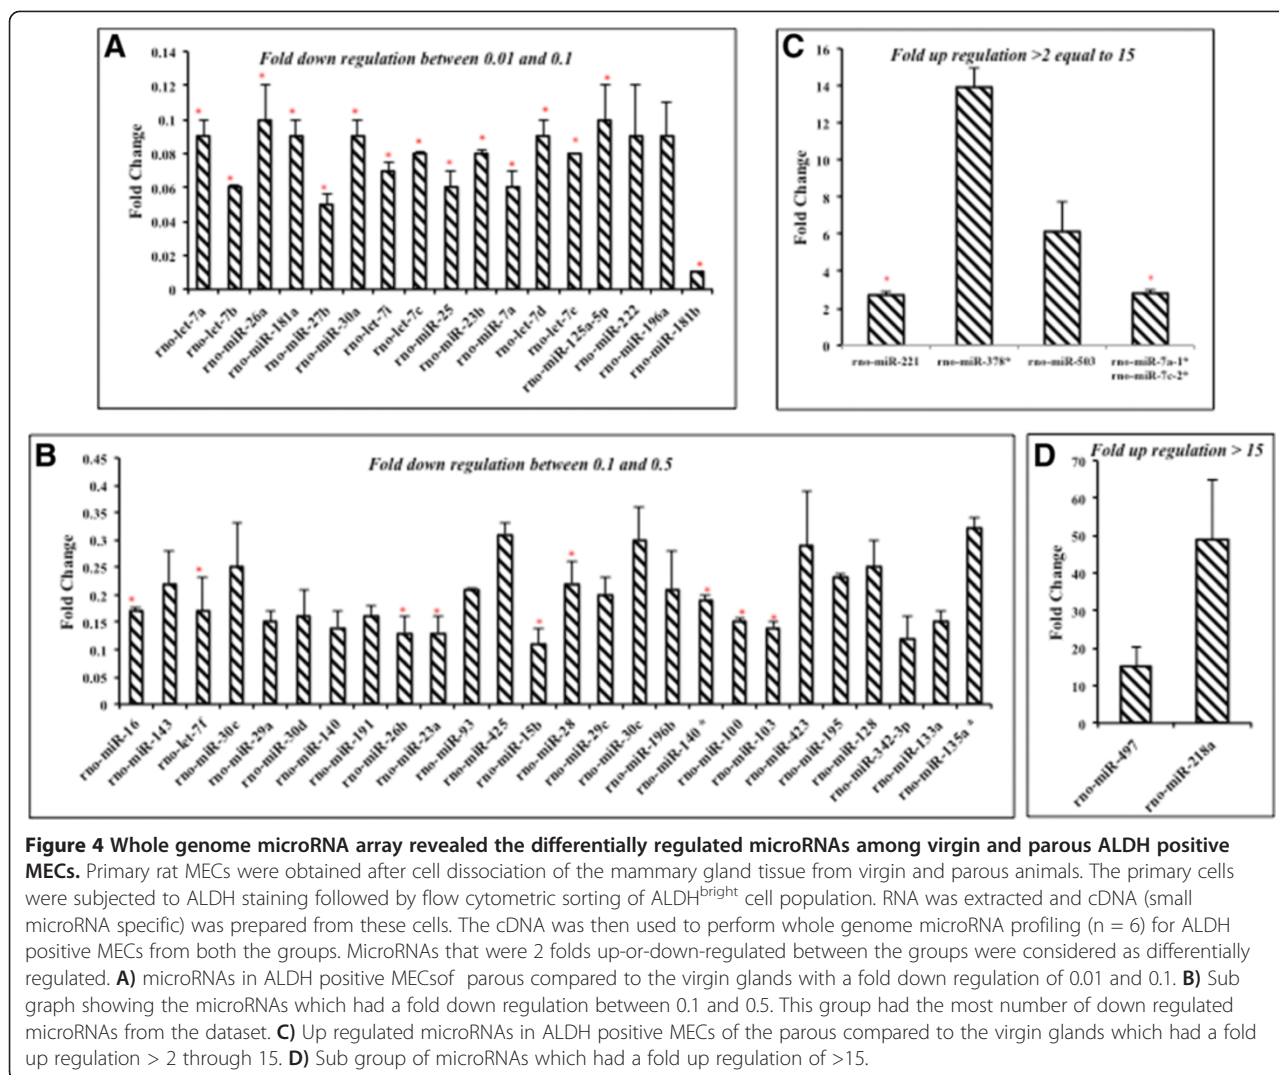 A
Fold down regulation between 0.01 and 0.1
Fold Change
0.14
0.12
0.1
0.08
0.06
0.04
0.02
0
rno-let-7a
rno-let-7b
rno-miR-26a
rno-miR-181a
rno-miR-27b
rno-miR-30a
rno-let-7i
rno-let-7c
rno-miR-25
rno-miR-23b
rno-miR-7a
rno-let-7d
rno-let-7e
rno-miR-125a-5p
rno-miR-222
rno-miR-196a
rno-miR-181b
C
Fold up regulation >2 equal to 15
Fold Change
16
14
12
10
8
6
4
2
0
rno-miR-221
rno-miR-378*
rno-miR-503
rno-miR-7a-1*
rno-miR-7c-2*
B
Fold down regulation between 0.1 and 0.5
Fold Change
0.45
0.4
0.35
0.3
0.25
0.2
0.15
0.1
0.05
0
rno-miR-16
rno-miR-143
rno-let-7f
rno-miR-30c
rno-miR-29a
rno-miR-30d
rno-miR-140
rno-miR-191
rno-miR-26b
rno-miR-23a
rno-miR-93
rno-miR-425
rno-miR-15b
rno-miR-28
rno-miR-29c
rno-miR-196b
rno-miR-140*
rno-miR-100
rno-miR-103
rno-miR-423
rno-miR-195
rno-miR-128
rno-miR-342-3p
rno-miR-133a
rno-miR-135a*
D
Fold up regulation > 15
Fold Change
70
60
50
40
30
20
10
0
rno-miR-497
rno-miR-218a
Figure 4 Whole genome microRNA array revealed the differentially regulated microRNAs among virgin and parous ALDH positive
MECs. Primary rat MECs were obtained after cell dissociation of the mammary gland tissue from virgin and parous animals. The primary cells
were subjected to ALDH staining followed by flow cytometric sorting of ALDHbright cell population. RNA was extracted and cDNA (small
microRNA specific) was prepared from these cells. The cDNA was then used to perform whole genome microRNA profiling (n = 6) for ALDH
positive MECs from both the groups. MicroRNAs that were 2 folds up-or-down-regulated between the groups were considered as differentially
regulated. A) microRNAs in ALDH positive MECsof parous compared to the virgin glands with a fold down regulation of 0.01 and 0.1. B) Sub
graph showing the microRNAs which had a fold down regulation between 0.1 and 0.5. This group had the most number of down regulated
microRNAs from the dataset. C) Up regulated microRNAs in ALDH positive MECs of the parous compared to the virgin glands which had a fold
up regulation > 2 through 15. D) Sub group of microRNAs which had a fold up regulation of >15.